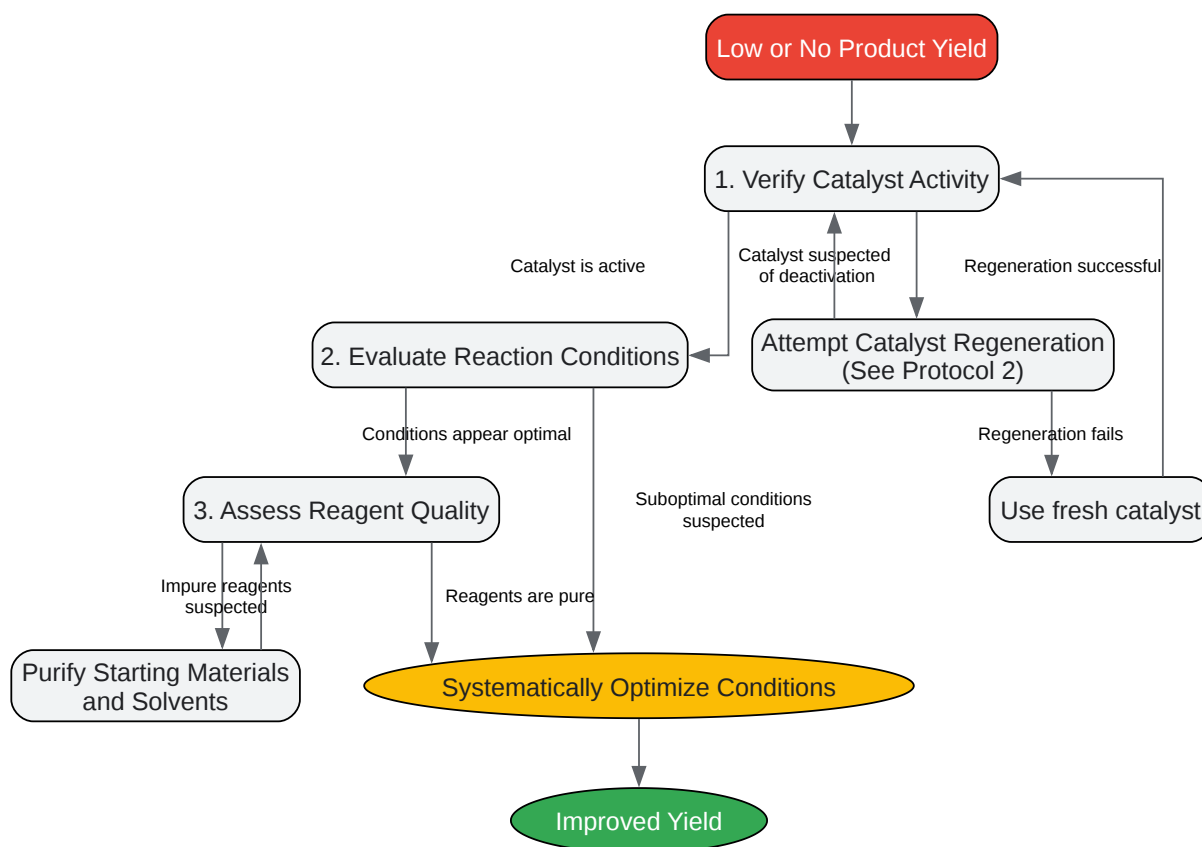 Low or No Product Yield
1. Verify Catalyst Activity
Catalyst is active
Catalyst suspected
of deactivation
Regeneration successful
2. Evaluate Reaction Conditions
Attempt Catalyst Regeneration
(See Protocol 2)
Conditions appear optimal
Regeneration fails
3. Assess Reagent Quality
Suboptimal conditions
suspected
Use fresh catalyst
Impure reagents
suspected
Reagents are pure
Purify Starting Materials
and Solvents
Systematically Optimize Conditions
Improved Yield